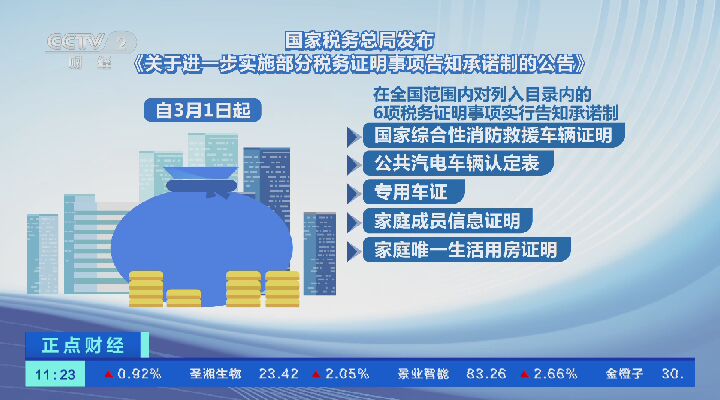 CCTV 2
财经
国家税务总局发布
《关于进一步实施部分税务证明事项告知承诺制的公告》
自3月1日起
在全国范围内对列入目录内的
6项税务证明事项实行告知承诺制
国家综合性消防救援车辆证明
公共汽电车辆认定表
专用车证
家庭成员信息证明
家庭唯一生活用房证明
正点财经
11:23 ▲0.92% 圣湘生物 23.42 ▲2.05% 景业智能 83.26 ▲2.66% 金橙子 30.